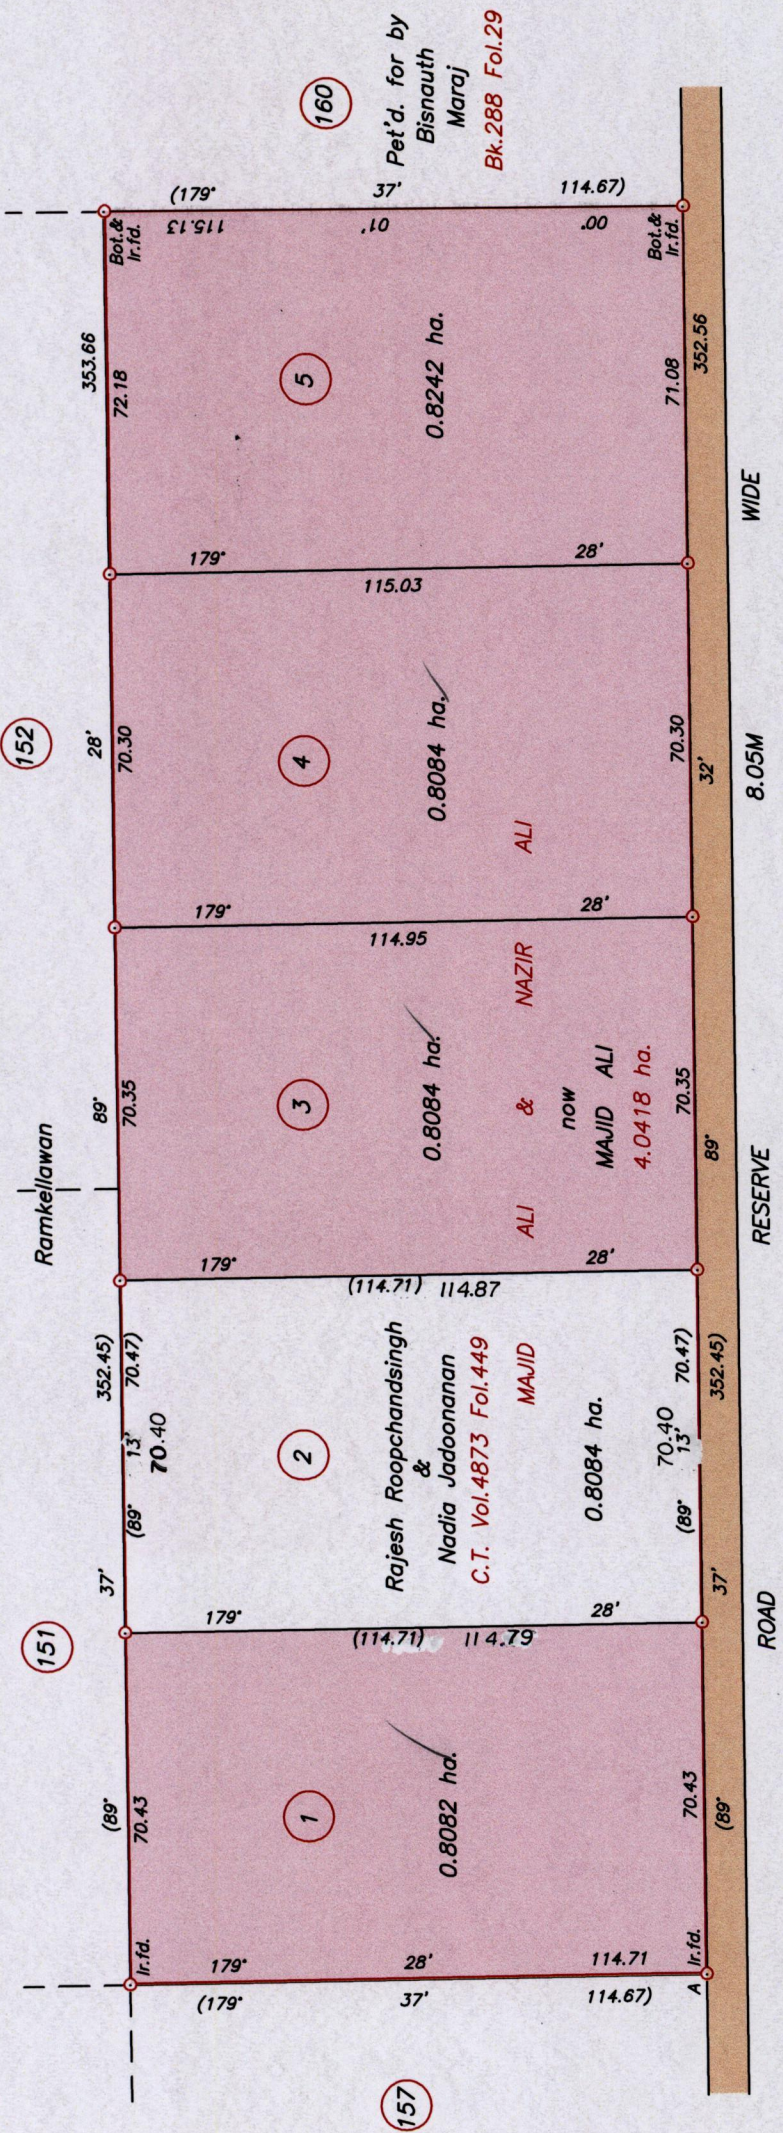 151
152
Ramkellawan
(89° 37' 352.45) 89° 28' 353.66
70.43 (89° 13' 70.47) 70.35 70.30 72.18
70.40
Ir.fd.
Bot.&
Ir.fd.
157
(179° 37' 114.67)
179° 28' 114.71
1
0.8082 ha.
179° 28'
(114.71) 114.79
2
Rajesh Roopchandsingh
&
Nadia Jadoonanan
C.T. Vol.4873 Fol.449
0.8084 ha.
179° 28'
(114.71) 114.87
3
0.8084 ha.
MAJID ALI & NAZIR ALI
now
MAJID ALI
4.0418 ha.
179° 28'
114.95
4
0.8084 ha.
179° 28'
115.03
5
0.8242 ha.
115.13 01' 00"
(179° 37' 114.67)
160
Pet'd. for by
Bisnauth
Maraj
Bk.288 Fol.29
Bot.&
Ir.fd.
A Ir.fd.
70.40
70.43 (89° 13' 70.47) 70.35 70.30 71.08
(89° 37' 352.45) 89° 32' 352.56
ROAD RESERVE 8.05M WIDE